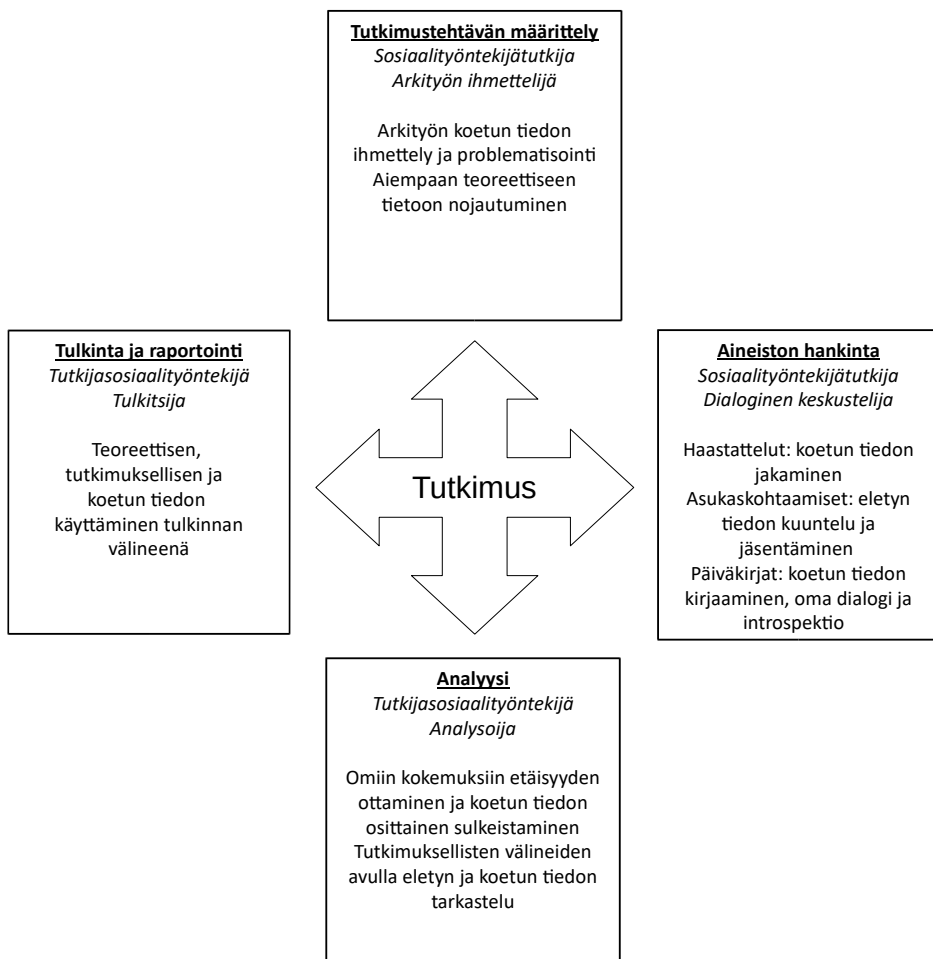 Tutkimustehtävän määrittely
Sosiaalityöntekijätutkija
Arkityön ihmettelijä
Arkityön koetun tiedon
ihmettely ja problematisointi
Aiempaan teoreettiseen
tietoon nojautuminen
Tulkinta ja raportointi
Tutkijasosiaalityöntekijä
Tulkitsija
Teoreettisen,
tutkimuksellisen ja
koetun tiedon
käyttäminen tulkinnan
välineenä
Tutkimus
Aineiston hankinta
Sosiaalityöntekijätutkija
Dialoginen keskustelija
Haastattelut: koetun tiedon
jakaminen
Asukaskohtaamiset: eletyn
tiedon kuuntelu ja
jäsentäminen
Päiväkirjat: koetun tiedon
kirjaaminen, oma dialogi ja
introspektio
Analyysi
Tutkijasosiaalityöntekijä
Analysoija
Omiin kokemuksiin etäisyyden
ottaminen ja koetun tiedon
osittainen sulkeistaminen
Tutkimuksellisten välineiden
avulla eletyn ja koetun tiedon
tarkastelu